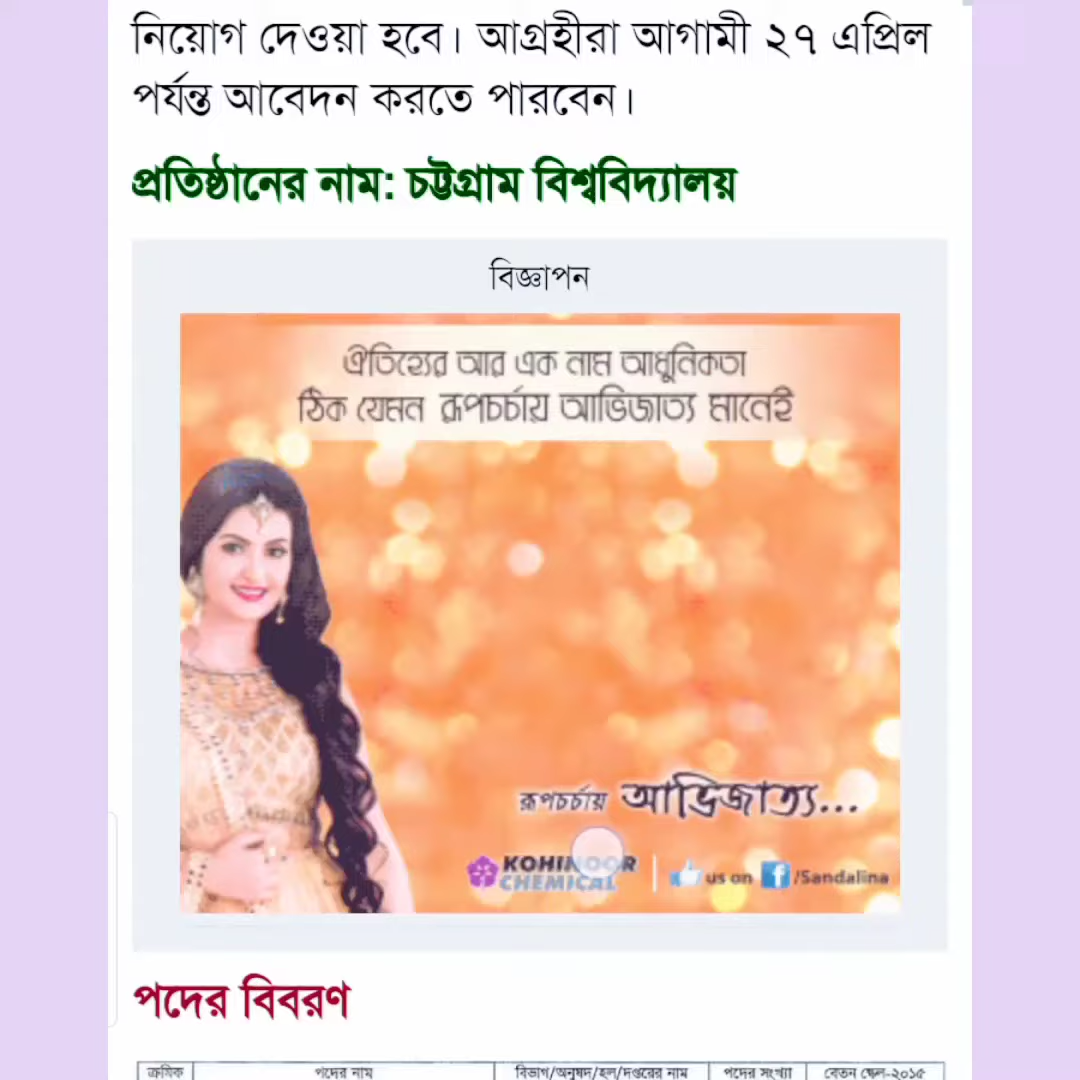 নিয়োগ দেওয়া হবে। আগ্রহীরা আগামী ২৭ এপ্রিল
পর্যন্ত আবেদন করতে পারবেন।
প্রতিষ্ঠানের নাম: চট্টগ্রাম বিশ্ববিদ্যালয়
বিজ্ঞাপন
ঐতিহ্যের আর এক নাম আধুনিকতা
ঠিক যেমন রূপচর্চায় আভিজাত্য মানেই
রূপচর্চায় আভিজাত্য...
KOHINOOR
CHEMICAL
us on /Sandalina
পদের বিবরণ
ক্রমিক পদের নাম বিভাগ/অনুষদ/হল/দপ্তরের নাম পদের সংখ্যা বেতন স্কেল-২০১৫